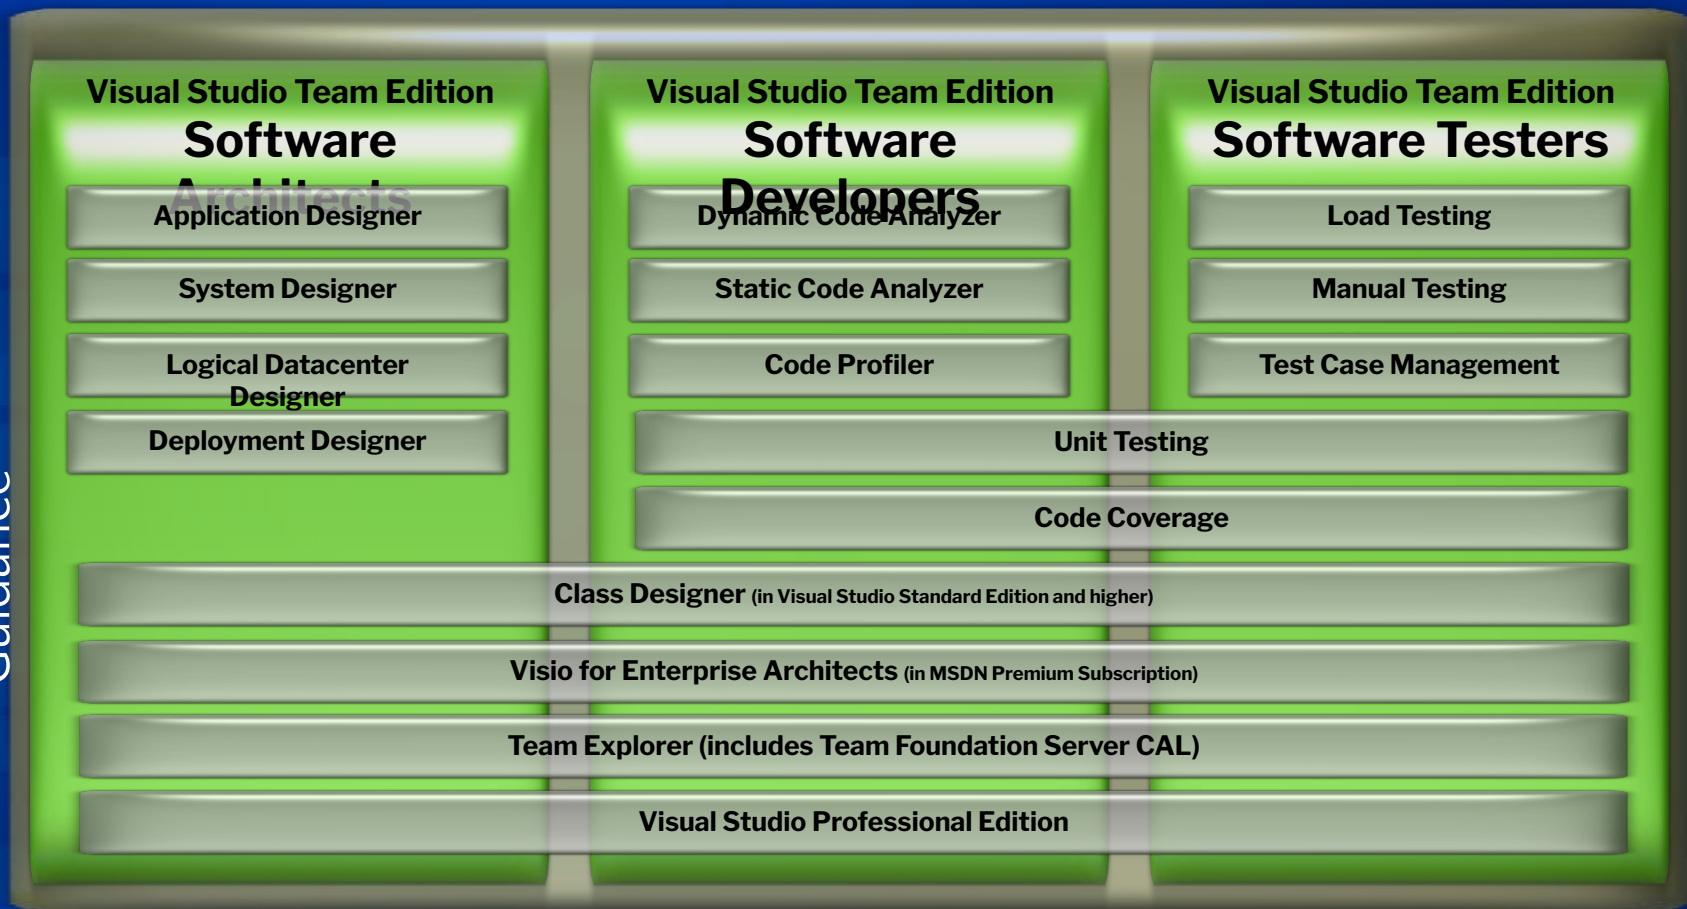 Visual Studio Team Edition
Software
Architects
Application Designer
System Designer
Logical Datacenter
Designer
Deployment Designer
Visual Studio Team Edition
Software
Developers
Dynamic Code Analyzer
Static Code Analyzer
Code Profiler
Visual Studio Team Edition
Software Testers
Load Testing
Manual Testing
Test Case Management
Unit Testing
Code Coverage
Class Designer (in Visual Studio Standard Edition and higher)
Visio for Enterprise Architects (in MSDN Premium Subscription)
Team Explorer (includes Team Foundation Server CAL)
Visual Studio Professional Edition